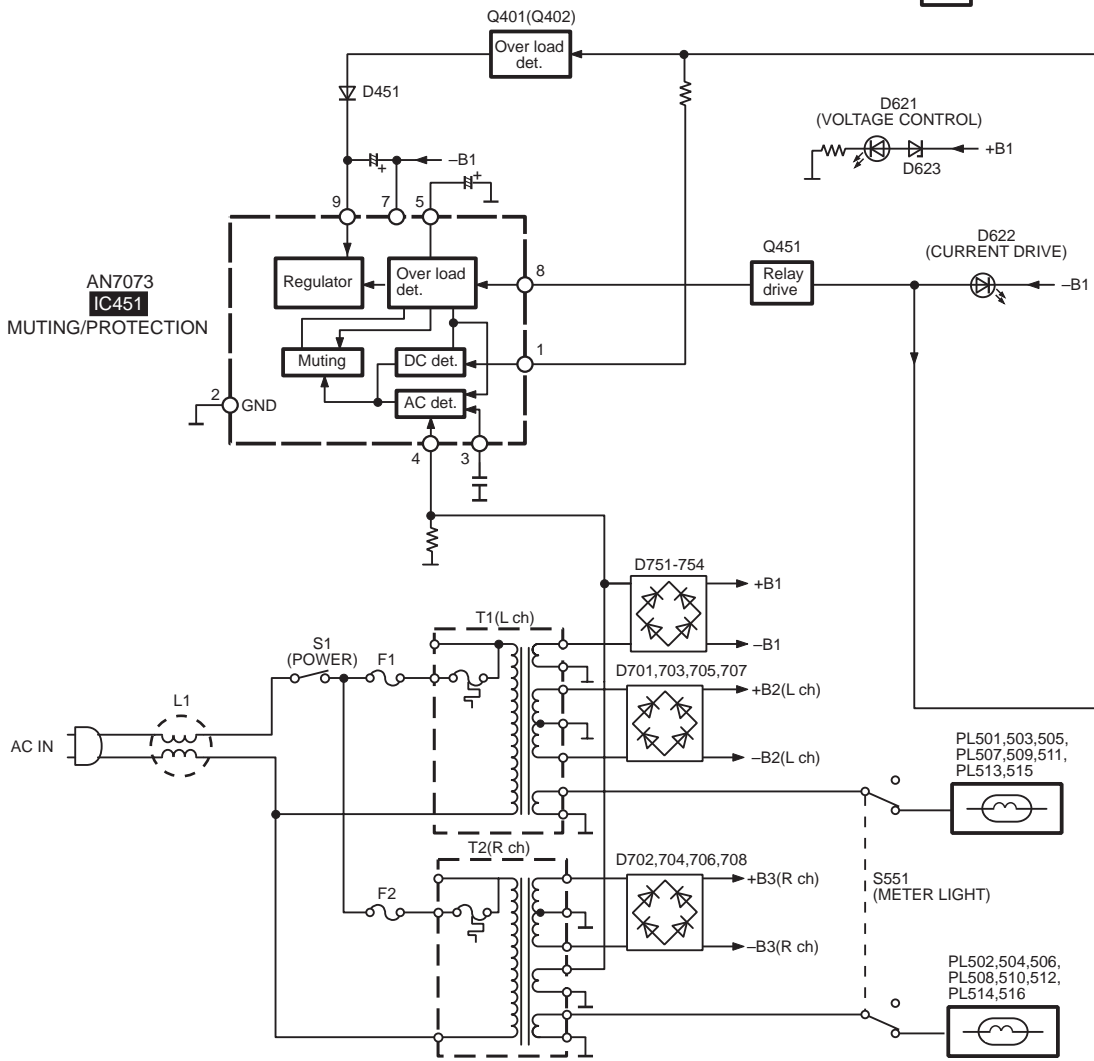 Q401(Q402)
Over load
det.
D451
D621
(VOLTAGE CONTROL)
+B1
D623
–B1
+
+
9
7
5
Q451
D622
(CURRENT DRIVE)
AN7073
IC451
MUTING/PROTECTION
Regulator
Over load
det.
8
Relay
drive
–B1
Muting
DC det.
1
2
GND
AC det.
4
3
D751-754
+B1
T1(L ch)
S1
(POWER)
F1
–B1
D701,703,705,707
L1
+B2(L ch)
AC IN
–B2(L ch)
PL501,503,505,
PL507,509,511,
PL513,515
T2(R ch)
D702,704,706,708
+B3(R ch)
F2
S551
(METER LIGHT)
–B3(R ch)
PL502,504,506,
PL508,510,512,
PL514,516